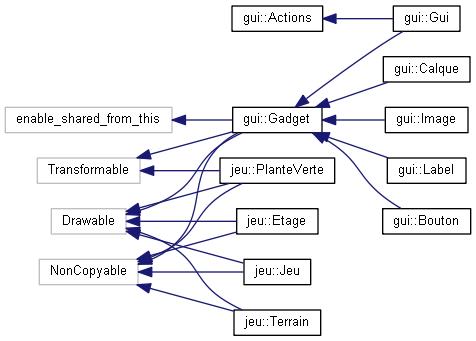 gui::Actions
gui::Gui
gui::Calque
enable_shared_from_this
gui::Gadget
gui::Image
Transformable
jeu::PlanteVerte
gui::Label
Drawable
jeu::Etage
gui::Bouton
NonCopyable
jeu::Jeu
jeu::Terrain